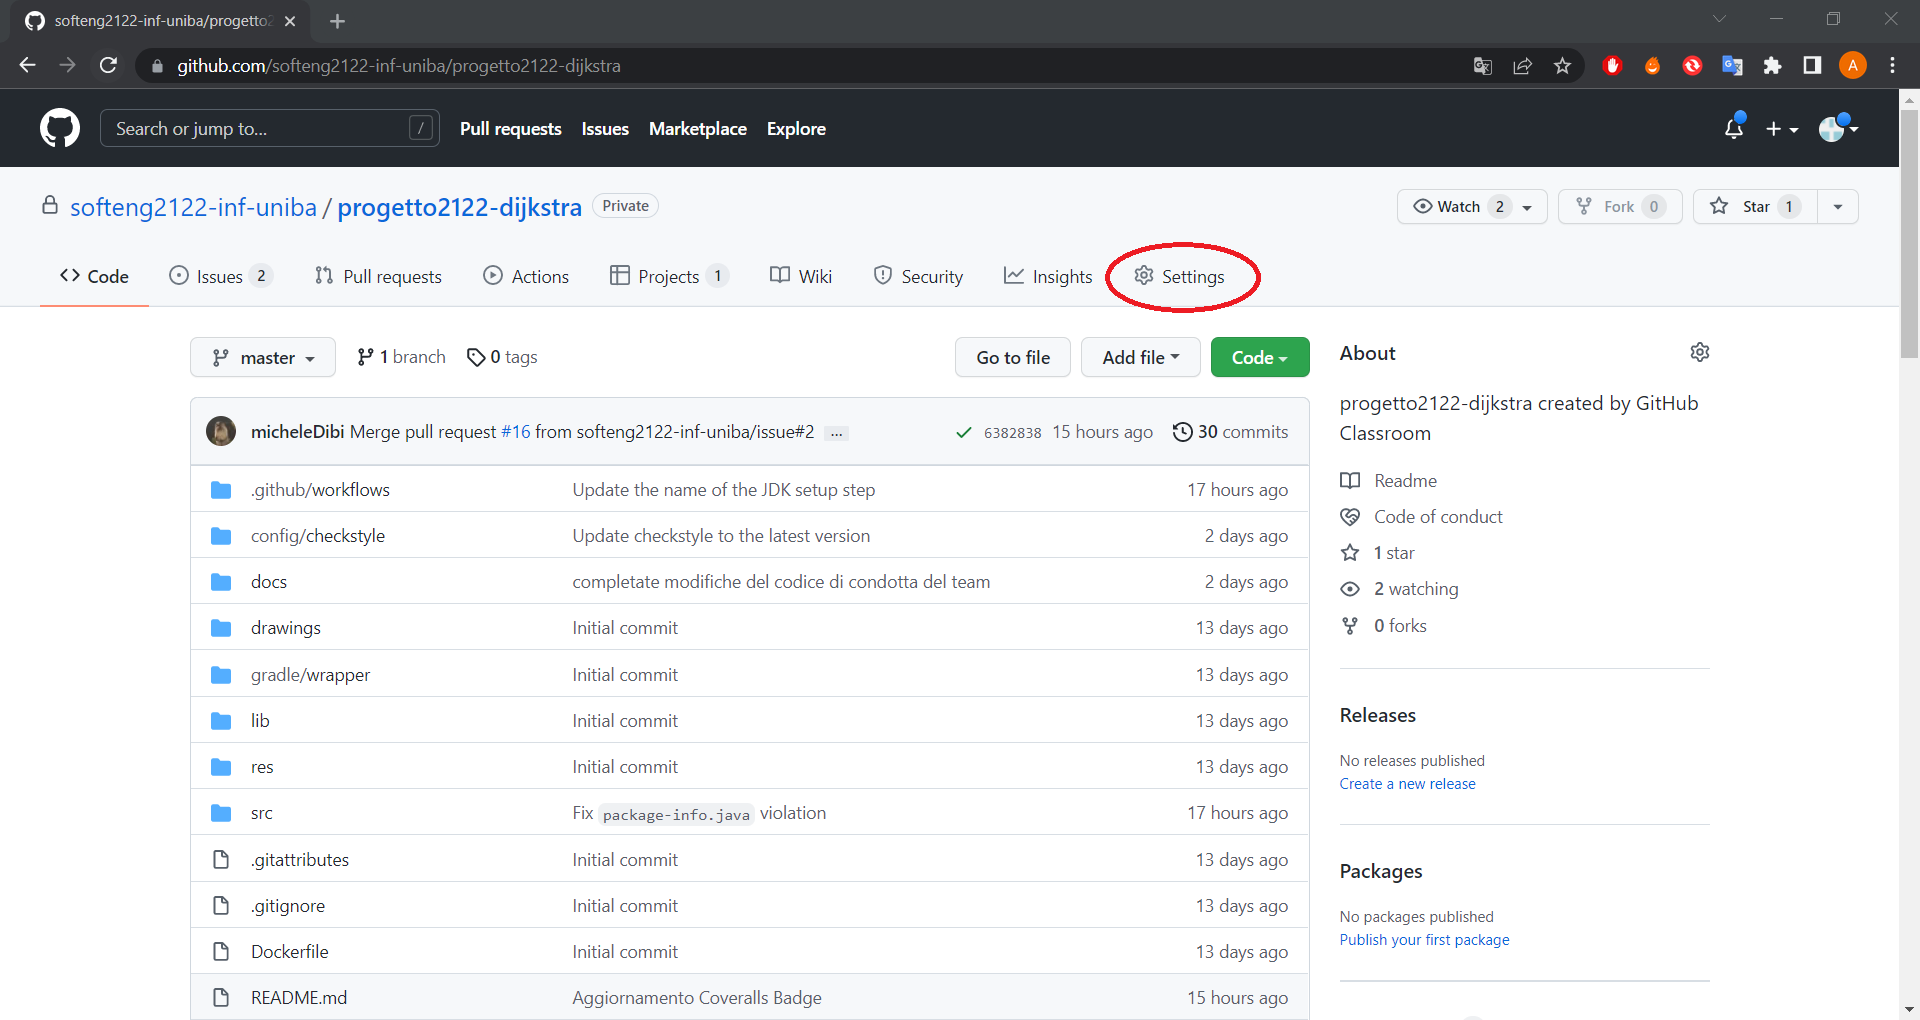 softeng2122-inf-uniba/progetto2
github.com/softeng2122-inf-uniba/progetto2122-dijkstra
A
Search or jump to... /
Pull requests Issues Marketplace Explore
softeng2122-inf-uniba / progetto2122-dijkstra Private
Watch 2 Fork 0 Star 1
Code Issues 2 Pull requests Actions Projects 1 Wiki Security Insights Settings
master 1 branch 0 tags
Go to file Add file Code
micheleDibi Merge pull request #16 from softeng2122-inf-uniba/issue#2 ... 6382838 15 hours ago 30 commits
.github/workflows Update the name of the JDK setup step 17 hours ago
config/checkstyle Update checkstyle to the latest version 2 days ago
docs completate modifiche del codice di condotta del team 2 days ago
drawings Initial commit 13 days ago
gradle/wrapper Initial commit 13 days ago
lib Initial commit 13 days ago
res Initial commit 13 days ago
src Fix package-info.java violation 17 hours ago
.gitattributes Initial commit 13 days ago
.gitignore Initial commit 13 days ago
Dockerfile Initial commit 13 days ago
README.md Aggiornamento Coveralls Badge 15 hours ago
About
progetto2122-dijkstra created by GitHub
Classroom
Readme
Code of conduct
1 star
2 watching
0 forks
Releases
No releases published
Create a new release
Packages
No packages published
Publish your first package